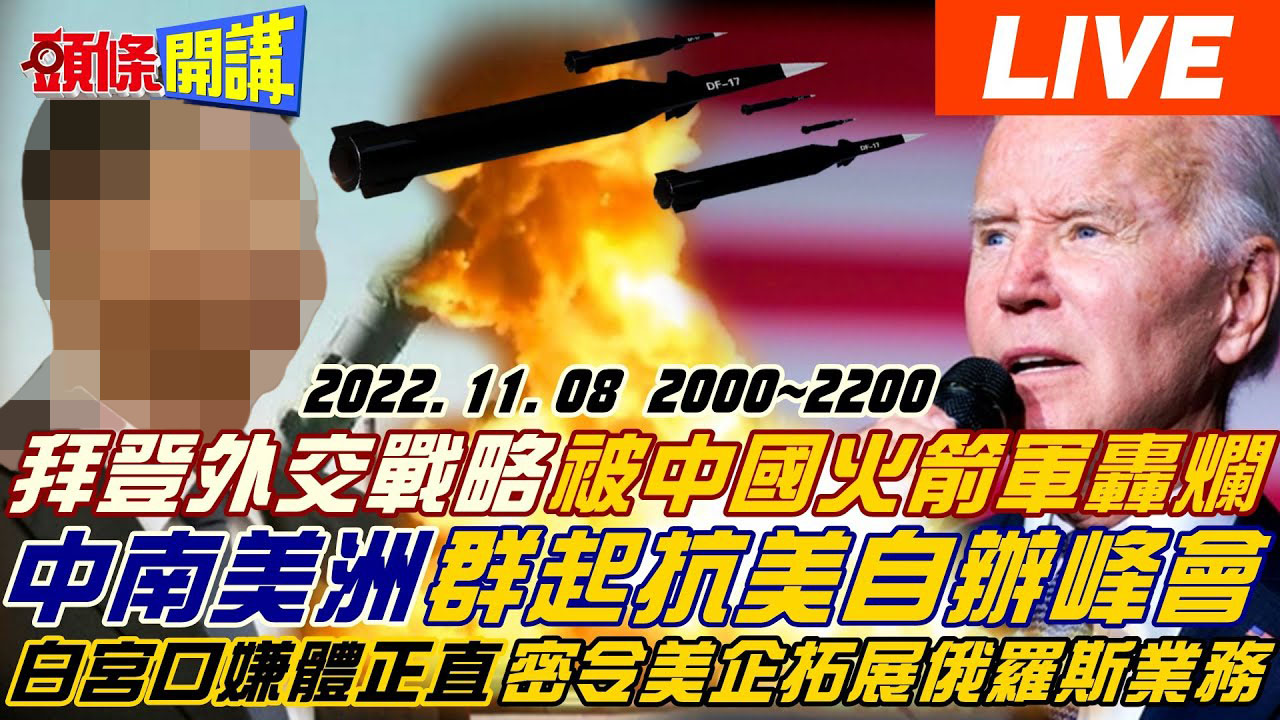 頭條開講
LIVE
DF-17
DF-17
DF-17
2022.11.08 2000~2200
拜登外交戰略被中國火箭軍轟爛
中南美洲群起抗美自辦峰會
白宮口嫌體正直 密令美企拓展俄羅斯業務